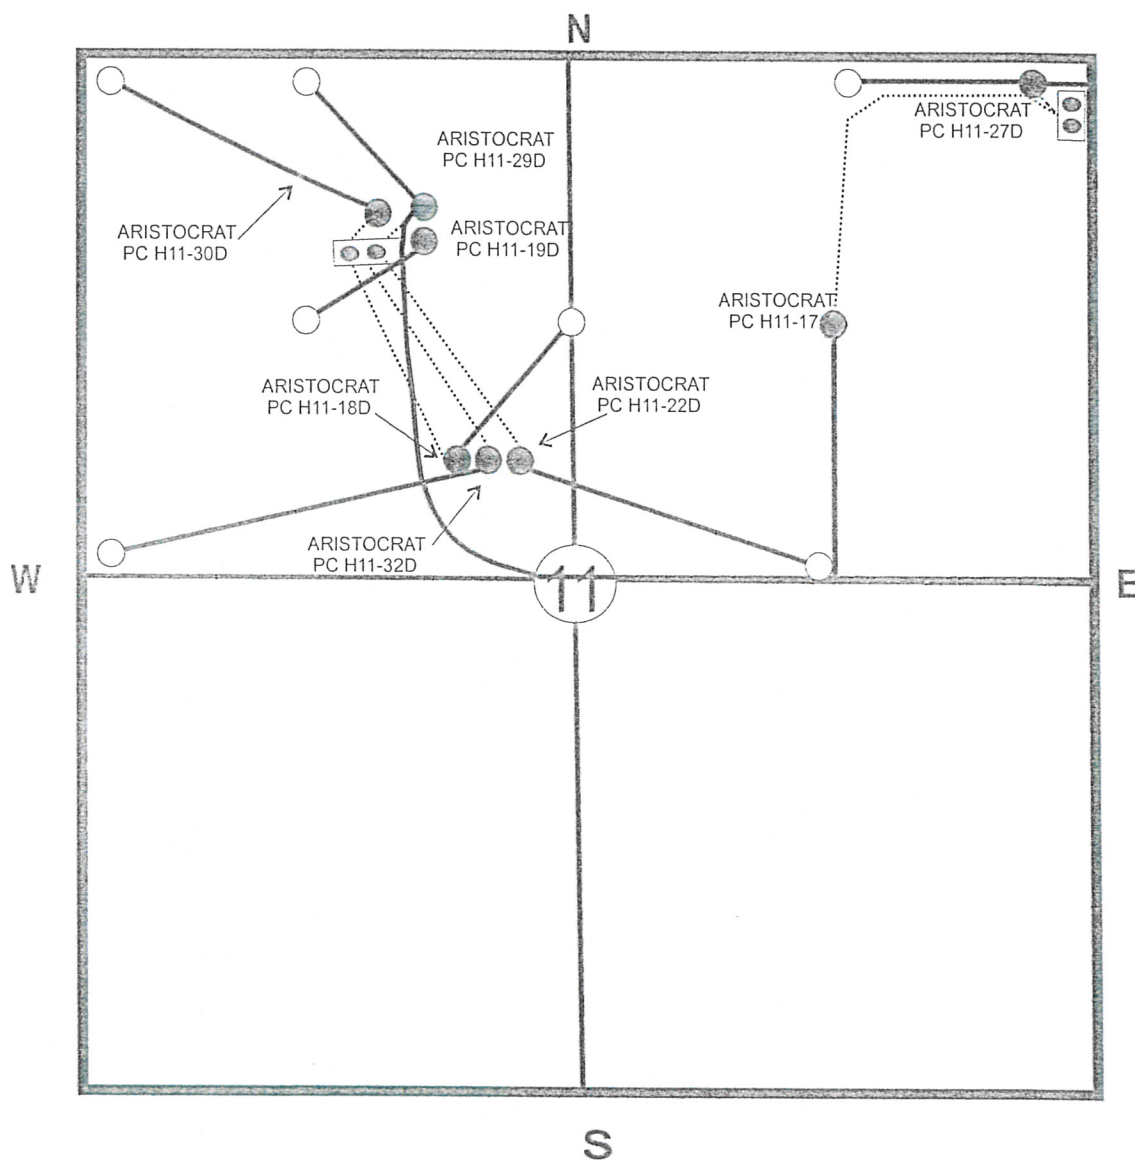 N
ARISTOCRAT
PC H11-27D
ARISTOCRAT
PC H11-29D
ARISTOCRAT
PC H11-30D
ARISTOCRAT
PC H11-19D
ARISTOCRAT
PC H11-17
ARISTOCRAT
PC H11-18D
ARISTOCRAT
PC H11-22D
ARISTOCRAT
PC H11-32D
W
11
E
S